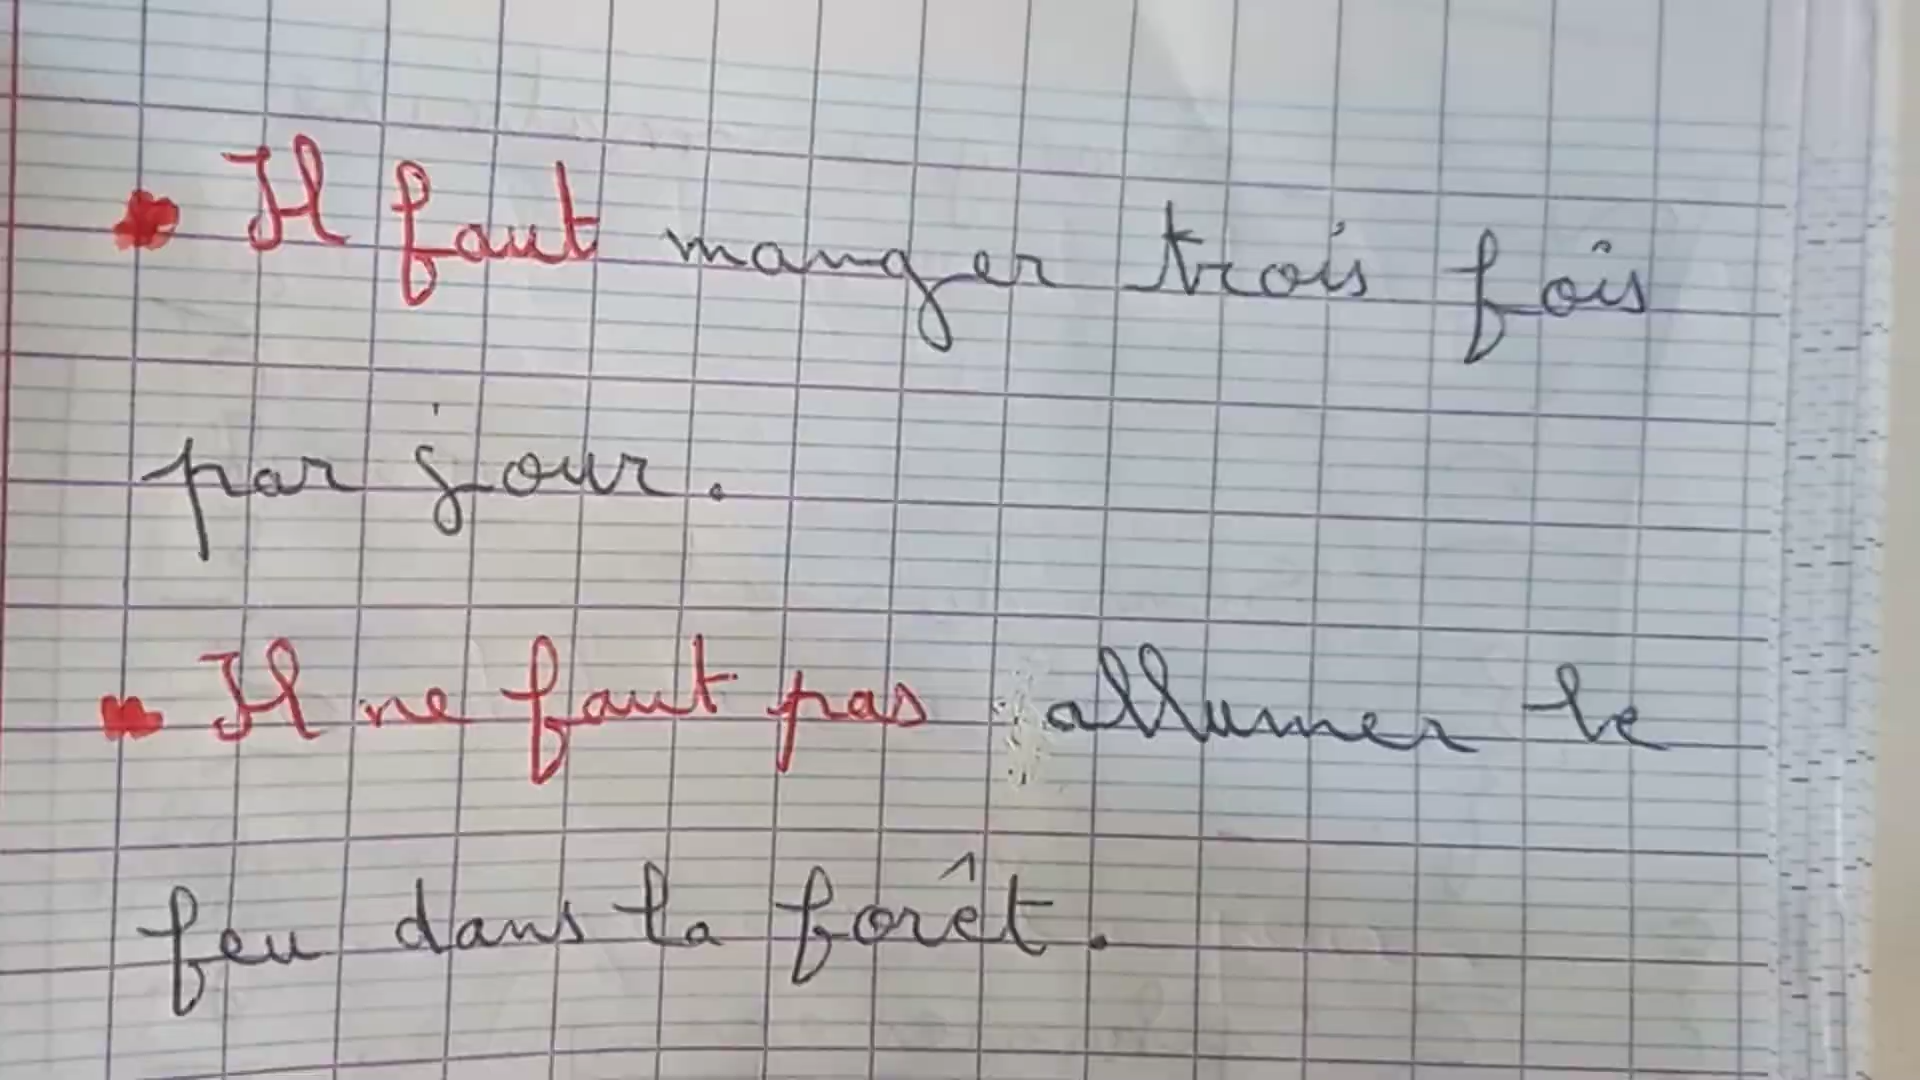 Il faut manger trois fois
par jour.
Il ne faut pas allumer le
feu dans la forêt.